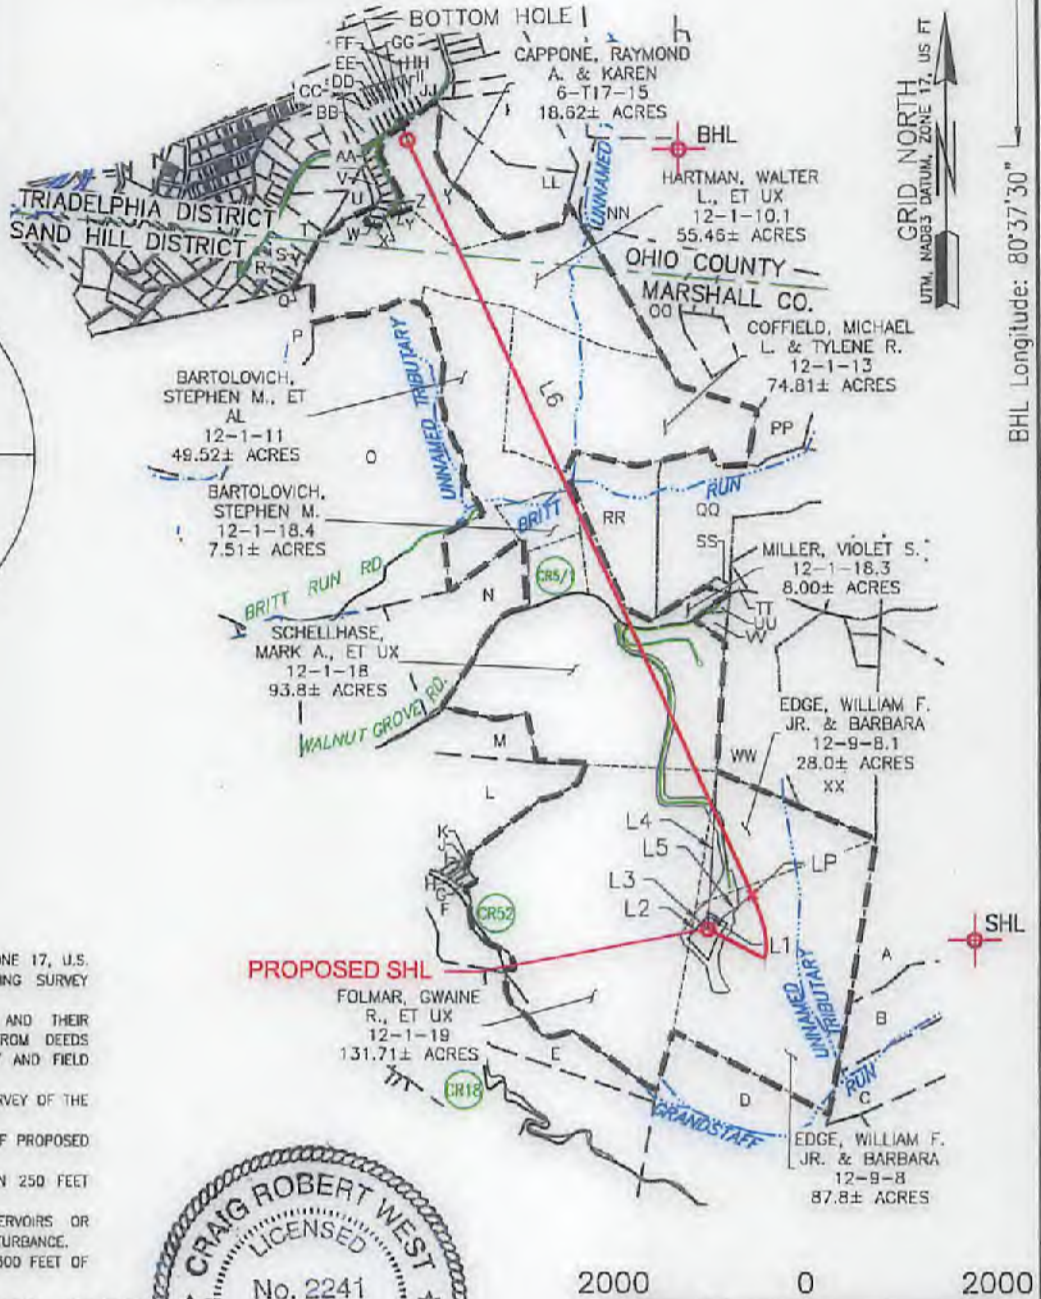 BOTTOM HOLE
FF
GG
EE
HH
DD
II
CC
JJ
BB
CAPPONE, RAYMOND
A. & KAREN
6-T17-15
18.62± ACRES
BHL
GRID NORTH
UTM, NAD83 DATUM, ZONE 17, US FT
BHL Longitude: 80°37'30"
AA
V
U
Z
Y
Y
LL
UNNAMED
NN
HARTMAN, WALTER
L., ET UX
12-1-10.1
55.46± ACRES
TRIADELPHIA DISTRICT
SAND HILL DISTRICT
T
W
X
S
R
Q
P
OHIO COUNTY
MARSHALL CO.
OO
COFFIELD, MICHAEL
L. & TYLENE R.
12-1-13
74.81± ACRES
BARTOLOVICH,
STEPHEN M., ET
AL
12-1-11
49.52± ACRES
UNNAMED TRIBUTARY
L6
O
PP
BARTOLOVICH,
STEPHEN M.
12-1-18.4
7.51± ACRES
BRITT
RUN
RR
QQ
SS
MILLER, VIOLET S.
12-1-18.3
8.00± ACRES
BRITT RUN RD
CR5/1
N
TT
UU
VV
SCHELLHASE,
MARK A., ET UX
12-1-18
93.8± ACRES
WALNUT GROVE RD.
M
EDGE, WILLIAM F.
JR. & BARBARA
12-9-8.1
28.0± ACRES
WW
XX
L
L4
L5
LP
L3
L2
L1
K
J
I
H
G
F
CR52
SHL
PROPOSED SHL
UNNAMED TRIBUTARY
A
B
FOLMAR, GWAINE
R., ET UX
12-1-19
131.71± ACRES
E
CR18
D
C
GRANDSTAFF
RUN
EDGE, WILLIAM F.
JR. & BARBARA
12-9-8
87.8± ACRES
NE 17, U.S.
ING SURVEY
AND THEIR
ROM DEEDS
Y AND FIELD
RVEY OF THE
F PROPOSED
N 250 FEET
ERVOIRS OR
TURBANCE.
500 FEET OF
CRAIG ROBERT WEST
LICENSED
No. 2241
2000 0 2000